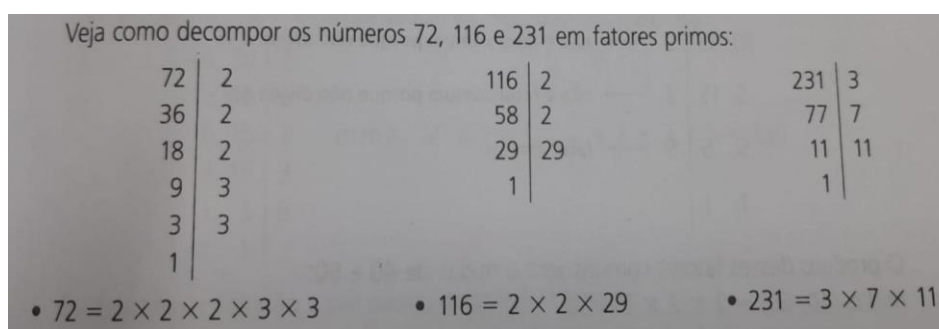 Veja como decompor os números 72, 116 e 231 em fatores primos:
72 | 2
36 | 2
18 | 2
9 | 3
3 | 3
1 |
116 | 2
58 | 2
29 | 29
1 |
231 | 3
77 | 7
11 | 11
1 |
• 72 = 2 × 2 × 2 × 3 × 3
• 116 = 2 × 2 × 29
• 231 = 3 × 7 × 11